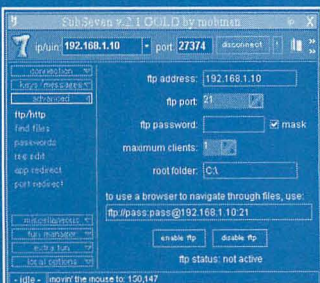 SubSeven v.2.1 GOLD by mobman
ip/uin: 192.168.1.10 port: 27374 disconnect
connection
keys / messages
advanced
ftp/http
find files
passwords
reg edit
app redirect
port redirect
miscellaneous
fun manager
extra fun
local options
ftp address: 192.168.1.10
ftp port: 21
ftp password: mask
maximum clients: 1
root folder: C:\
to use a browser to navigate through files, use:
ftp://pass:pass@192.168.1.10:21
enable ftp disable ftp
ftp status: not active
- idle - movin' the mouse to: 150,147